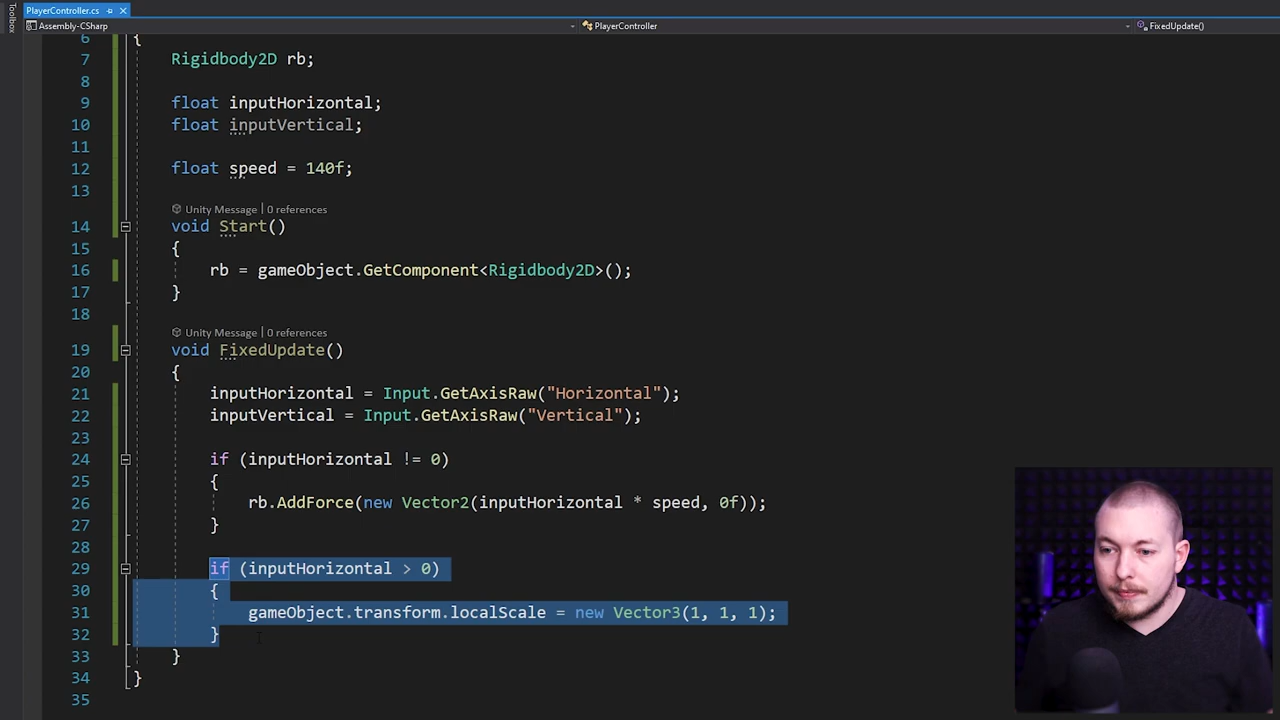 PlayerController.cs
Toolbox
Assembly-CSharp
PlayerController
FixedUpdate()
6 {
7 Rigidbody2D rb;
8
9 float inputHorizontal;
10 float inputVertical;
11
12 float speed = 140f;
13
Unity Message | 0 references
14 void Start()
15 {
16 rb = gameObject.GetComponent<Rigidbody2D>();
17 }
18
Unity Message | 0 references
19 void FixedUpdate()
20 {
21 inputHorizontal = Input.GetAxisRaw("Horizontal");
22 inputVertical = Input.GetAxisRaw("Vertical");
23
24 if (inputHorizontal != 0)
25 {
26 rb.AddForce(new Vector2(inputHorizontal * speed, 0f));
27 }
28
29 if (inputHorizontal > 0)
30 {
31 gameObject.transform.localScale = new Vector3(1, 1, 1);
32 }
33 }
34 }
35